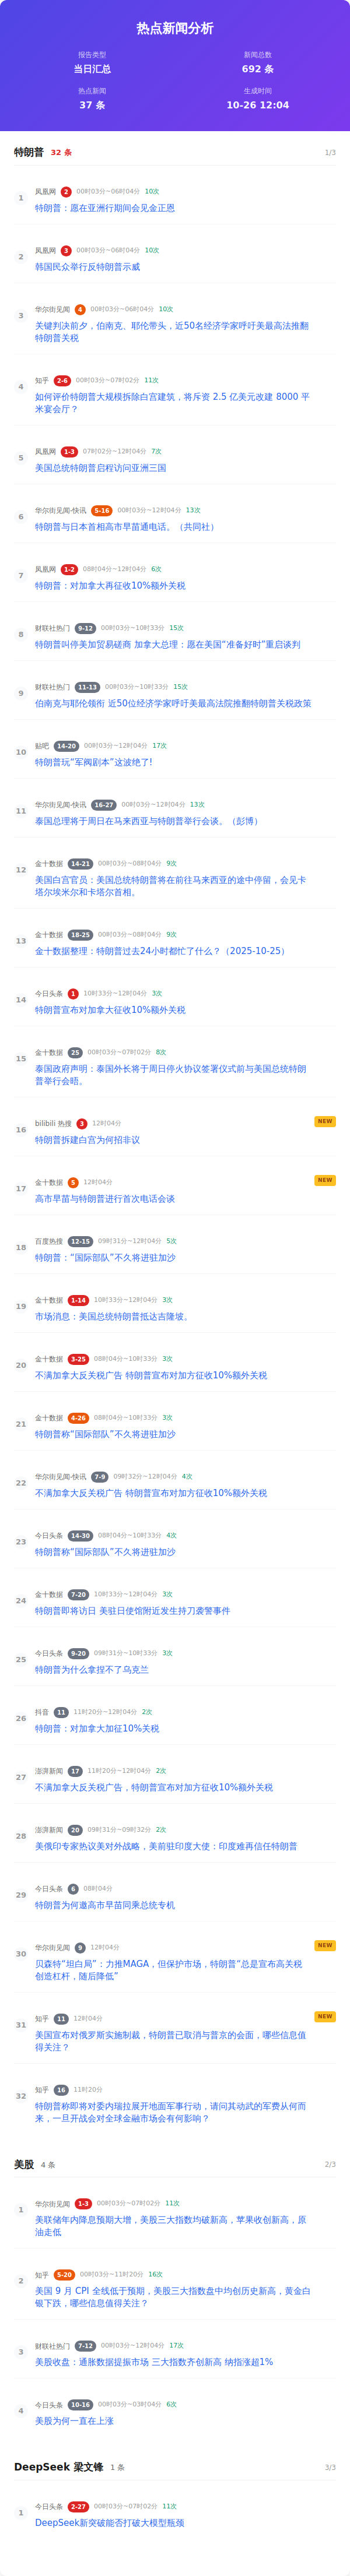 热点新闻分析
报告类型
当日汇总
新闻总数
692 条
热点新闻
37 条
生成时间
10-26 12:04
特朗普 32 条 1/3
1
凤凰网 2 00时03分~06时04分 10次
特朗普：愿在亚洲行期间会见金正恩
2
凤凰网 3 00时03分~06时04分 10次
韩国民众举行反特朗普示威
3
华尔街见闻 4 00时03分~06时04分 10次
关键判决前夕，伯南克、耶伦带头，近50名经济学家呼吁美最高法推翻
特朗普关税
4
知乎 2-6 00时03分~07时02分 11次
如何评价特朗普大规模拆除白宫建筑，将斥资 2.5 亿美元改建 8000 平
米宴会厅？
5
凤凰网 1-3 07时02分~12时04分 7次
美国总统特朗普启程访问亚洲三国
6
华尔街见闻-快讯 5-16 00时03分~12时04分 13次
特朗普与日本首相高市早苗通电话。（共同社）
7
凤凰网 1-2 08时04分~12时04分 6次
特朗普：对加拿大再征收10%额外关税
8
财联社热门 9-12 00时03分~10时33分 15次
特朗普叫停美加贸易磋商 加拿大总理：愿在美国“准备好时”重启谈判
9
财联社热门 11-13 00时03分~10时33分 15次
伯南克与耶伦领衔 近50位经济学家呼吁美最高法院推翻特朗普关税政策
10
贴吧 14-20 00时03分~12时04分 17次
特朗普玩“军阀剧本”这波绝了!
11
华尔街见闻-快讯 16-27 00时03分~12时04分 13次
泰国总理将于周日在马来西亚与特朗普举行会谈。（彭博）
12
金十数据 14-21 00时03分~08时04分 9次
美国白宫官员：美国总统特朗普将在前往马来西亚的途中停留，会见卡
塔尔埃米尔和卡塔尔首相。
13
金十数据 18-25 00时03分~08时04分 9次
金十数据整理：特朗普过去24小时都忙了什么？（2025-10-25）
14
今日头条 1 10时33分~12时04分 3次
特朗普宣布对加拿大征收10%额外关税
15
金十数据 25 00时03分~07时02分 8次
泰国政府声明：泰国外长将于周日停火协议签署仪式前与美国总统特朗
普举行会晤。
16
bilibili 热搜 3 12时04分
NEW
特朗普拆建白宫为何招非议
17
金十数据 5 12时04分
NEW
高市早苗与特朗普进行首次电话会谈
18
百度热搜 12-15 09时31分~12时04分 5次
特朗普：“国际部队”不久将进驻加沙
19
金十数据 1-14 10时33分~12时04分 3次
市场消息：美国总统特朗普抵达吉隆坡。
20
金十数据 3-25 08时04分~10时33分 3次
不满加拿大反关税广告 特朗普宣布对加方征收10%额外关税
21
金十数据 4-26 08时04分~10时33分 3次
特朗普称“国际部队”不久将进驻加沙
22
华尔街见闻-快讯 7-9 09时32分~12时04分 4次
不满加拿大反关税广告 特朗普宣布对加方征收10%额外关税
23
今日头条 14-30 08时04分~10时33分 4次
特朗普称“国际部队”不久将进驻加沙
24
金十数据 7-20 10时33分~12时04分 3次
特朗普即将访日 美驻日使馆附近发生持刀袭警事件
25
今日头条 9-20 09时31分~10时33分 3次
特朗普为什么拿捏不了乌克兰
26
抖音 11 11时20分~12时04分 2次
特朗普：对加拿大加征10%关税
27
澎湃新闻 17 11时20分~12时04分 2次
不满加拿大反关税广告，特朗普宣布对加方征收10%额外关税
28
澎湃新闻 20 09时31分~09时32分 2次
美俄印专家热议美对外战略，美前驻印度大使：印度难再信任特朗普
29
今日头条 6 08时04分
特朗普为何邀高市早苗同乘总统专机
30
华尔街见闻 9 12时04分
NEW
贝森特“坦白局”：力推MAGA，但保护市场，特朗普“总是宣布高关税
创造杠杆，随后降低”
31
知乎 11 12时04分
NEW
美国宣布对俄罗斯实施制裁，特朗普已取消与普京的会面，哪些信息值
得关注？
32
知乎 16 11时20分
特朗普称即将对委内瑞拉展开地面军事行动，请问其动武的军费从何而
来，一旦开战会对全球金融市场会有何影响？
美股 4 条 2/3
1
华尔街见闻 1-3 00时03分~07时02分 11次
美联储年内降息预期大增，美股三大指数均破新高，苹果收创新高，原
油走低
2
知乎 5-20 00时03分~11时20分 16次
美国 9 月 CPI 全线低于预期，美股三大指数盘中均创历史新高，黄金白
银下跌，哪些信息值得关注？
3
财联社热门 7-12 00时03分~12时04分 17次
美股收盘：通胀数据提振市场 三大指数齐创新高 纳指涨超1%
4
今日头条 10-16 00时03分~03时04分 6次
美股为何一直在上涨
DeepSeek 梁文锋 1 条 3/3
1
今日头条 2-27 00时03分~07时02分 11次
DeepSeek新突破能否打破大模型瓶颈